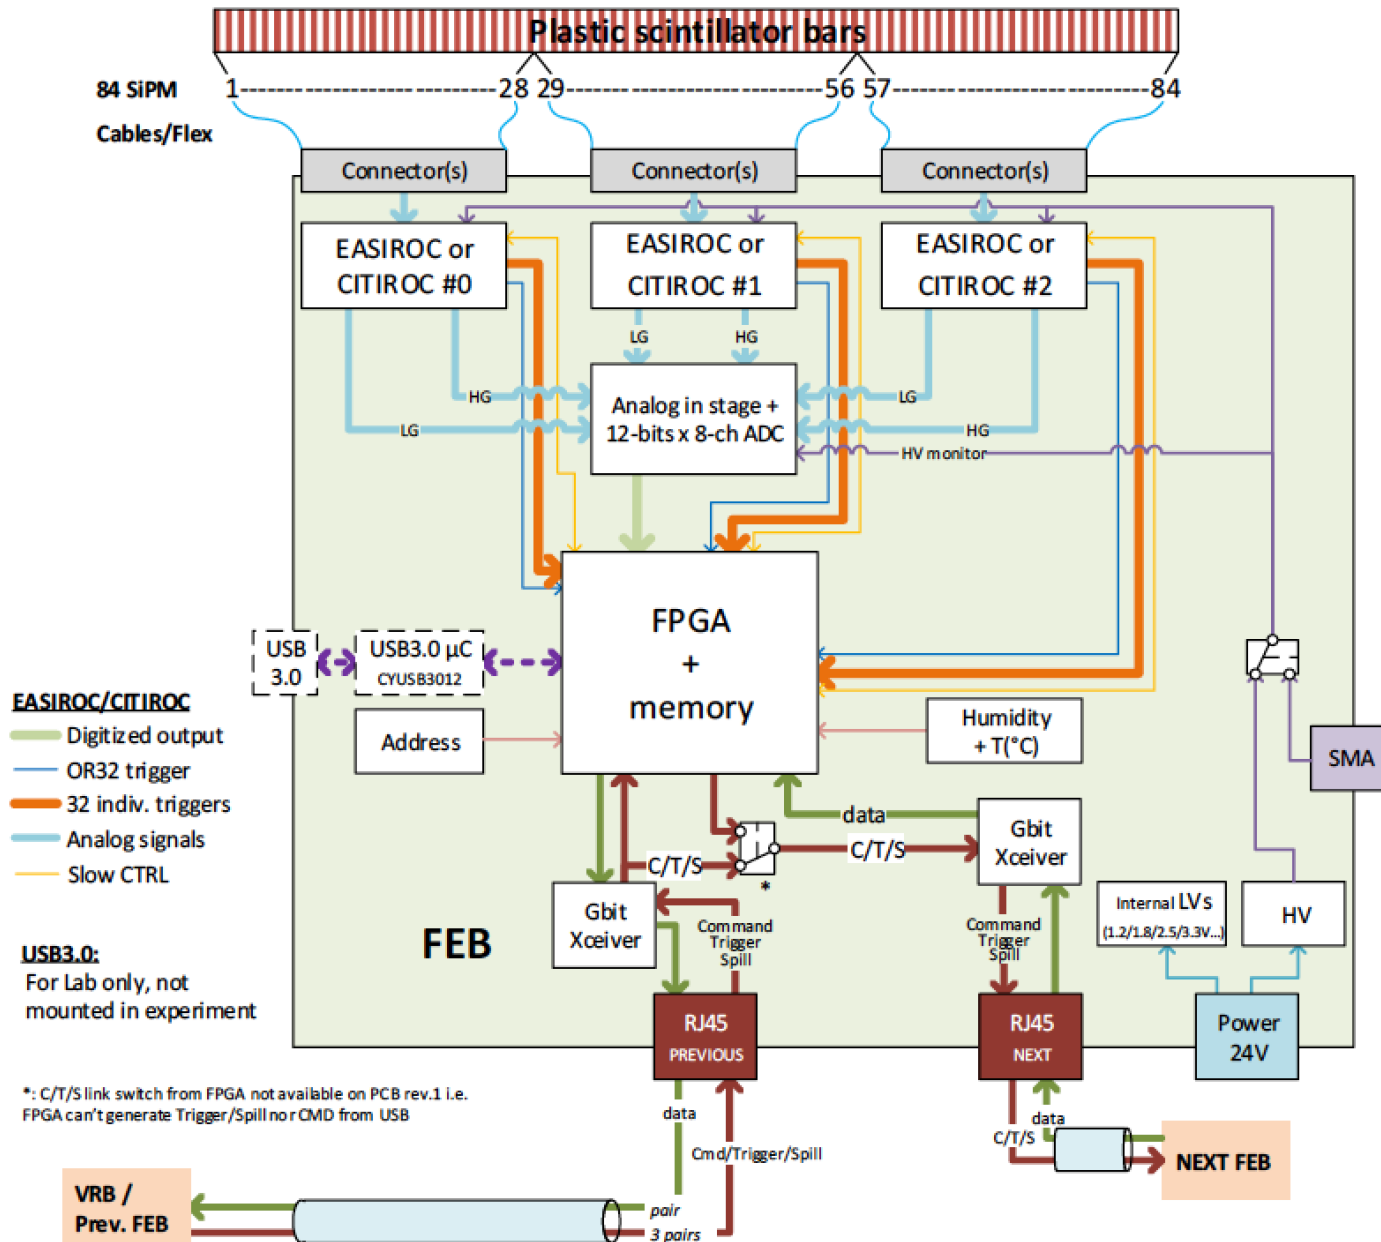 Plastic scintillator bars
84 SiPM
1 28 29 56 57 84
Cables/Flex
Connector(s) Connector(s) Connector(s)
EASIROC or
CITIROC #0
EASIROC or
CITIROC #1
EASIROC or
CITIROC #2
LG HG
HG LG
LG HG
Analog in stage +
12-bits x 8-ch ADC
HV monitor
FPGA
+
memory
USB
3.0
USB3.0 µC
CYUSB3012
Address
Humidity
+ T(°C)
SMA
EASIROC/CITIROC
Digitized output
OR32 trigger
32 indiv. triggers
Analog signals
Slow CTRL
data
C/T/S C/T/S
*
Gbit
Xceiver
Gbit
Xceiver
Command
Trigger
Spill
Command
Trigger
Spill
Internal LVs
(1.2/1.8/2.5/3.3V...)
HV
FEB
USB3.0:
For Lab only, not
mounted in experiment
RJ45
PREVIOUS
RJ45
NEXT
Power
24V
*: C/T/S link switch from FPGA not available on PCB rev.1 i.e.
FPGA can't generate Trigger/Spill nor CMD from USB
data
Cmd/Trigger/Spill
C/T/S
data
NEXT FEB
VRB /
Prev. FEB
pair
3 pairs